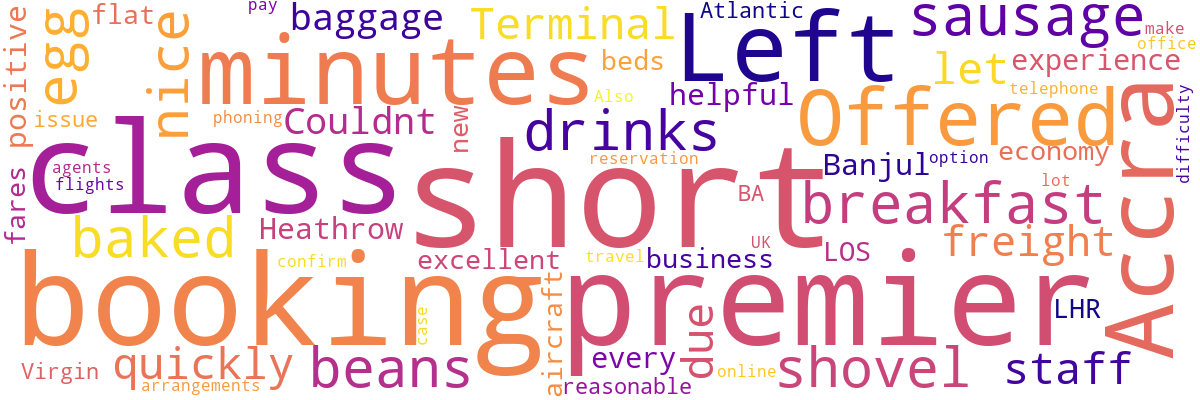 positive
flat
egg
nice
pay
baggage
Terminal
Left
Atlantic
sausage
make
office
minutes
beds
let
experience
issue
phoning
Couldnt
new
Also
helpful
Offered
telephone
Accra
difficulty
drinks
class
agents
flights
short
reservation
BA
Banjul
option
economy
lot
fares
baked
Heathrow
breakfast
freight
UK
LOS
excellent
travel
business
confirm
booking
case
aircraft
premier
LHR
Virgin
quickly
arrangements
beans
every
reasonable
due
online
shovel
staff